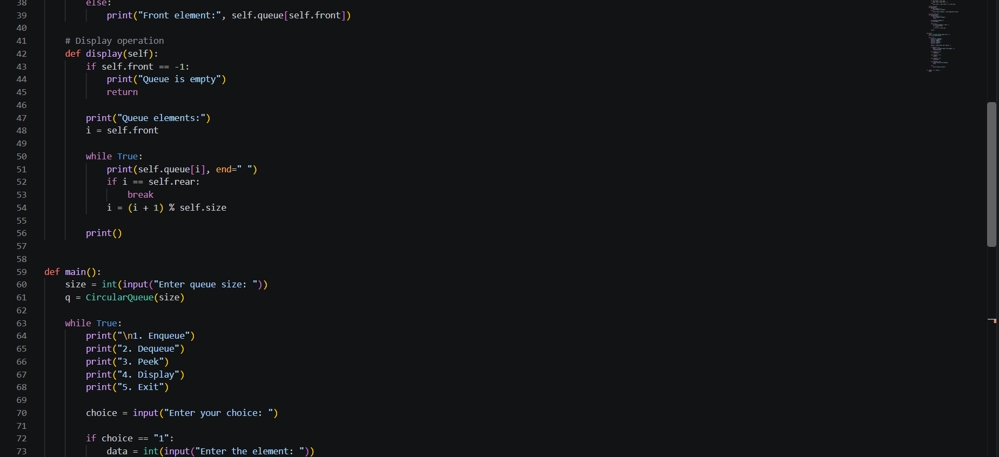 38 else:
39 print("Front element:", self.queue[self.front])
40
41 # Display operation
42 def display(self):
43 if self.front == -1:
44 print("Queue is empty")
45 return
46
47 print("Queue elements:")
48 i = self.front
49
50 while True:
51 print(self.queue[i], end=" ")
52 if i == self.rear:
53 break
54 i = (i + 1) % self.size
55
56 print()
57
58
59 def main():
60 size = int(input("Enter queue size: "))
61 q = CircularQueue(size)
62
63 while True:
64 print("\n1. Enqueue")
65 print("2. Dequeue")
66 print("3. Peek")
67 print("4. Display")
68 print("5. Exit")
69
70 choice = input("Enter your choice: ")
71
72 if choice == "1":
73 data = int(input("Enter the element: "))